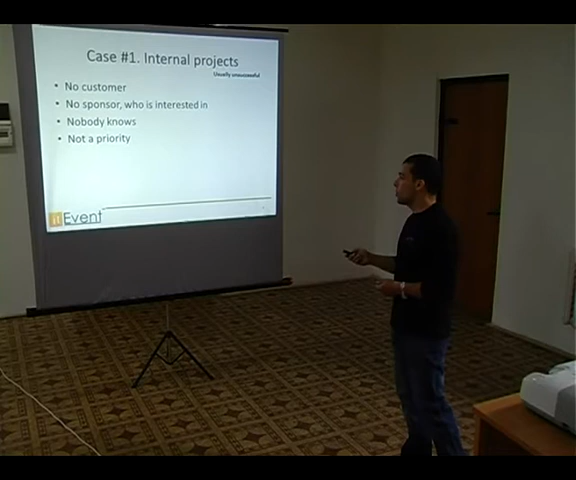 Case #1. Internal projects
Usually unsuccessful
• No customer
• No sponsor, who is interested in
• Nobody knows
• Not a priority
itEvent